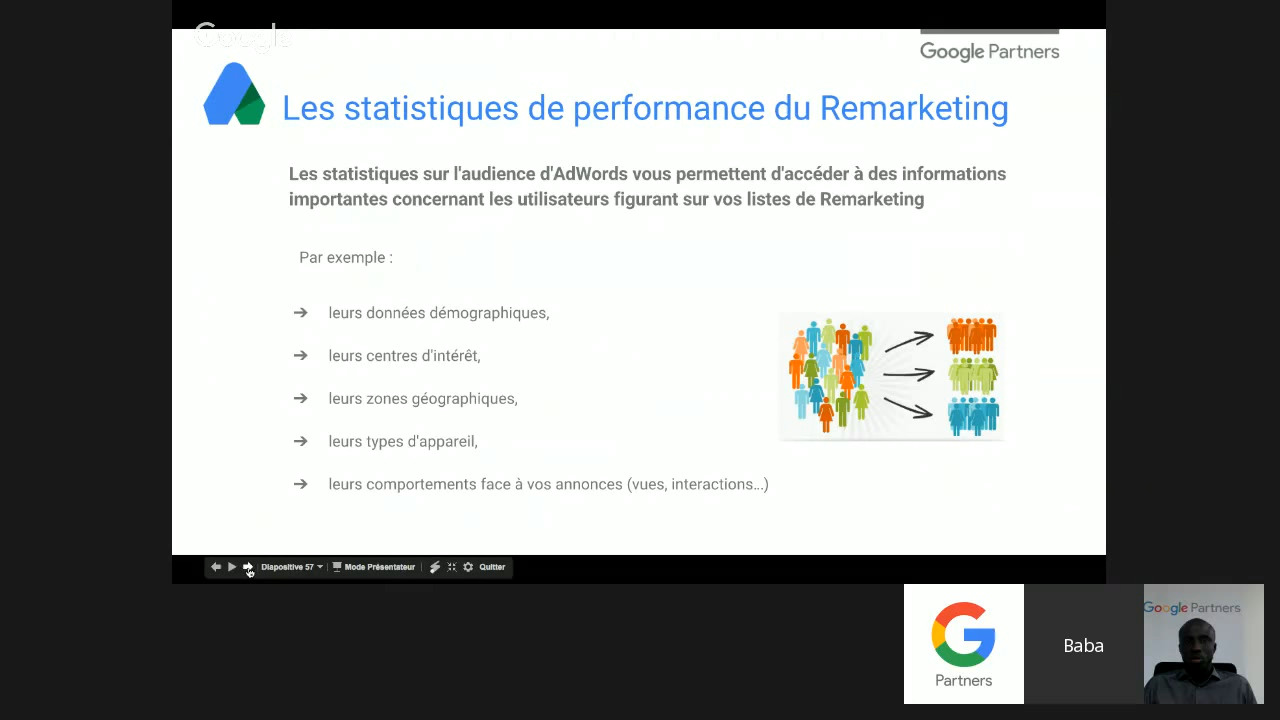 Google
Google Partners
Les statistiques de performance du Remarketing
Les statistiques sur l'audience d'AdWords vous permettent d'accéder à des informations
importantes concernant les utilisateurs figurant sur vos listes de Remarketing
Par exemple :
➔ leurs données démographiques,
➔ leurs centres d'intérêt,
➔ leurs zones géographiques,
➔ leurs types d'appareil,
➔ leurs comportements face à vos annonces (vues, interactions...)
Diapositive 57 Mode Présentateur Quitter
Partners
Baba
Google Partners